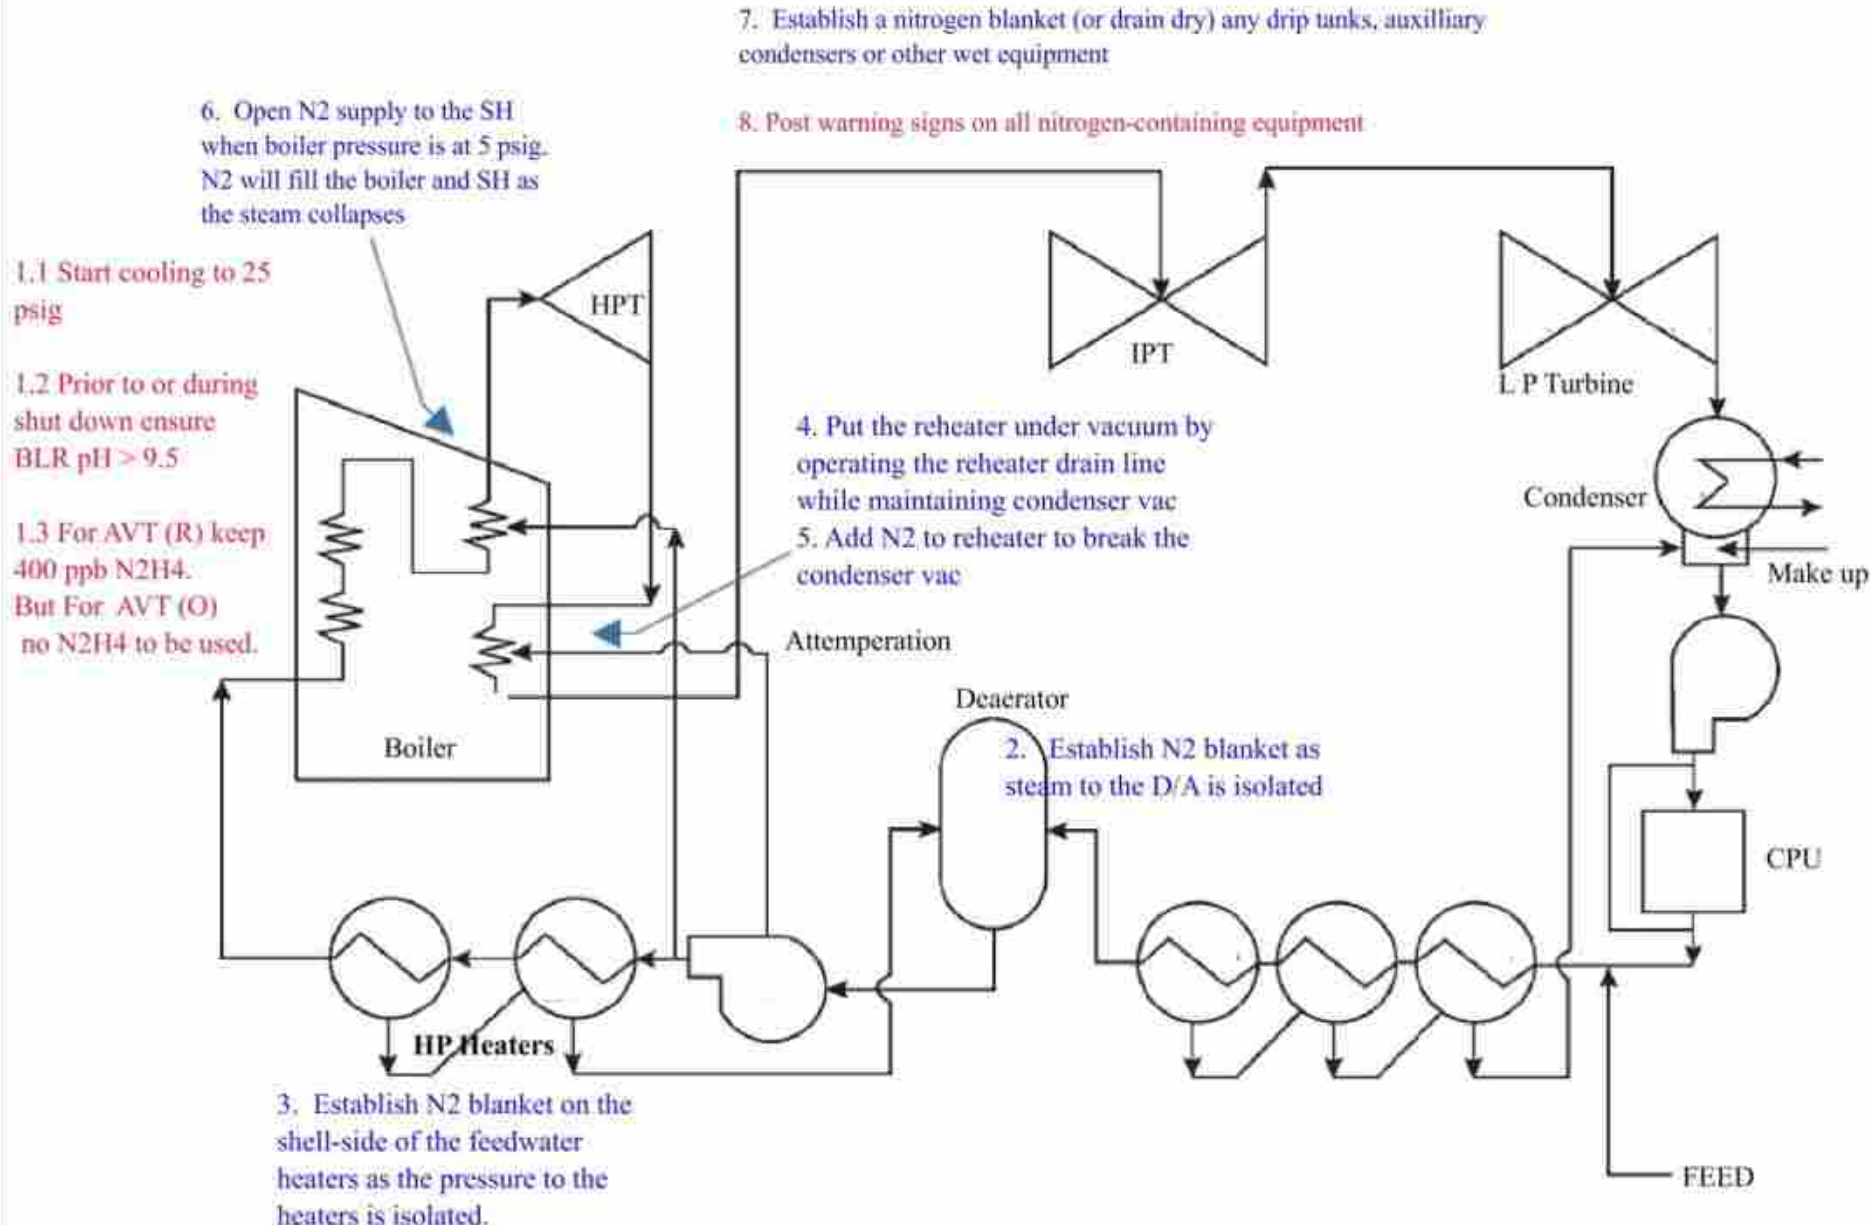 7. Establish a nitrogen blanket (or drain dry) any drip tanks, auxilliary
condensers or other wet equipment
8. Post warning signs on all nitrogen-containing equipment
6. Open N2 supply to the SH
when boiler pressure is at 5 psig.
N2 will fill the boiler and SH as
the steam collapses
1.1 Start cooling to 25
psig
1.2 Prior to or during
shut down ensure
BLR pH > 9.5
1.3 For AVT (R) keep
400 ppb N2H4.
But For AVT (O)
no N2H4 to be used.
HPT
IPT
L P Turbine
4. Put the reheater under vacuum by
operating the reheater drain line
while maintaining condenser vac
5. Add N2 to reheater to break the
condenser vac
Condenser
Make up
Attemperation
Boiler
Deaerator
2. Establish N2 blanket as
steam to the D/A is isolated
CPU
HP Heaters
3. Establish N2 blanket on the
shell-side of the feedwater
heaters as the pressure to the
heaters is isolated.
FEED